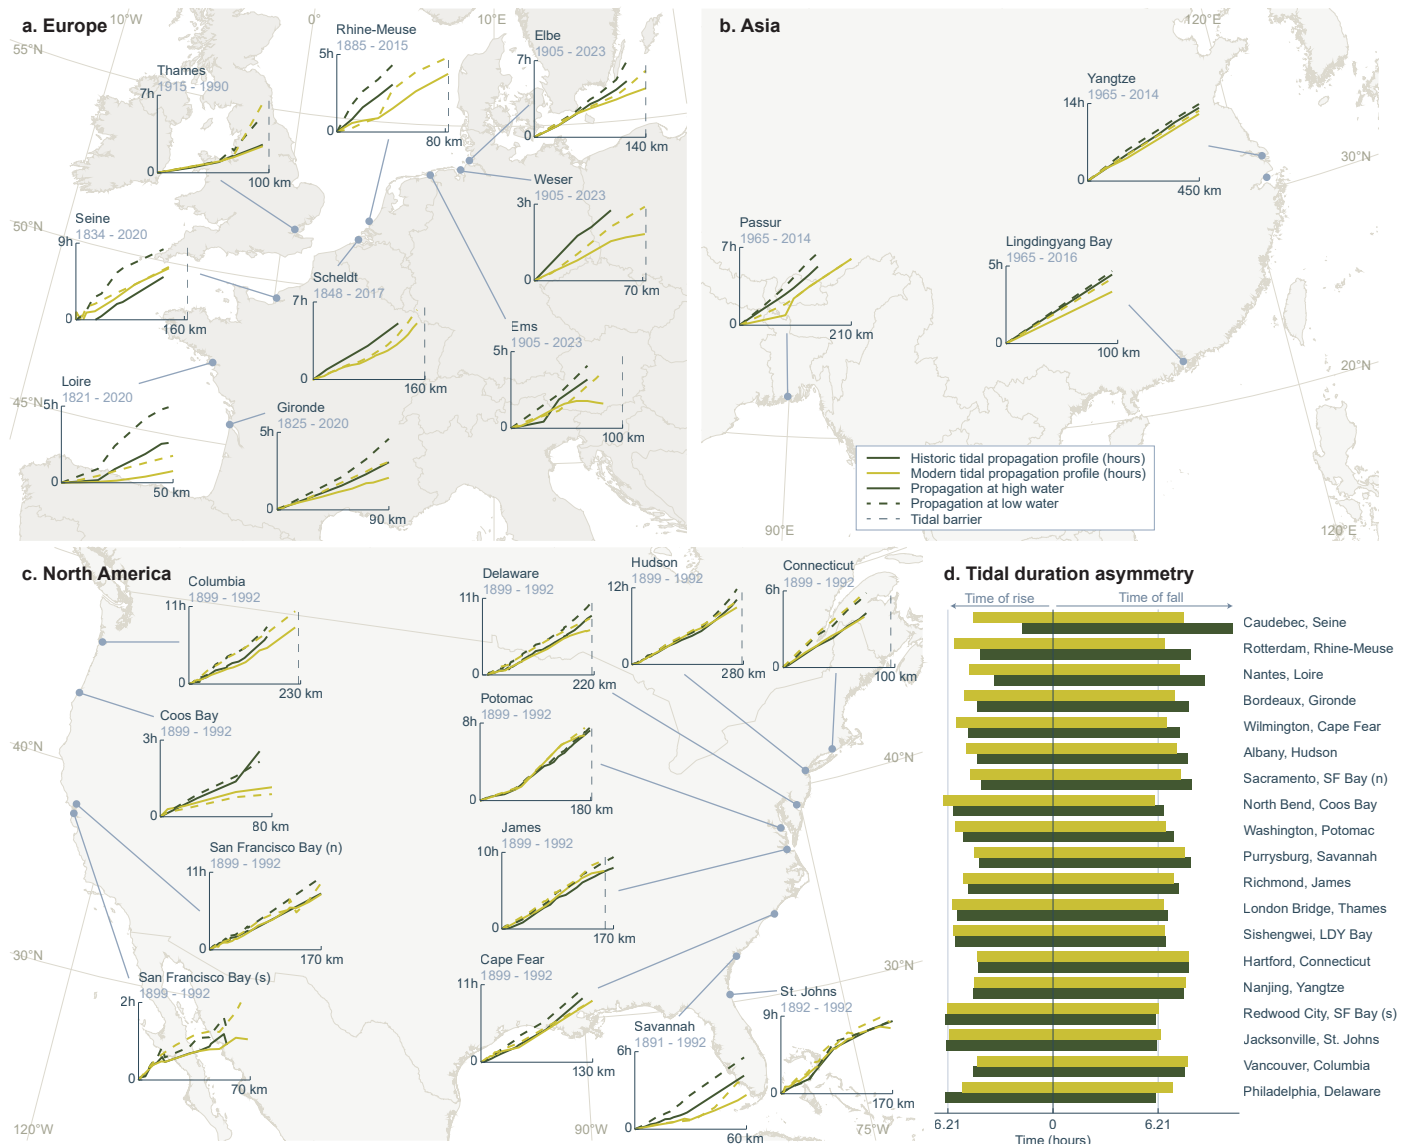 a. Europe
10°W
0°
10°E
55°N
50°N
45°N
Thames
1915 - 1990
7h
0
100 km
Rhine-Meuse
1885 - 2015
5h
0
80 km
Elbe
1905 - 2023
7h
0
140 km
Weser
1905 - 2023
3h
0
70 km
Seine
1834 - 2020
9h
0
160 km
Scheldt
1848 - 2017
7h
0
160 km
Ems
1905 - 2023
5h
0
100 km
Loire
1821 - 2020
5h
0
50 km
Gironde
1825 - 2020
5h
0
90 km
b. Asia
120°E
30°N
20°N
90°E
120°E
Yangtze
1965 - 2014
14h
0
450 km
Passur
1965 - 2014
7h
0
210 km
Lingdingyang Bay
1965 - 2016
5h
0
100 km
Historic tidal propagation profile (hours)
Modern tidal propagation profile (hours)
Propagation at high water
Propagation at low water
Tidal barrier
c. North America
40°N
30°N
120°W
90°W
75°W
40°N
30°N
Columbia
1899 - 1992
11h
0
230 km
Delaware
1899 - 1992
11h
0
220 km
Hudson
1899 - 1992
12h
0
280 km
Connecticut
1899 - 1992
6h
0
100 km
Coos Bay
1899 - 1992
3h
0
80 km
Potomac
1899 - 1992
8h
0
180 km
San Francisco Bay (n)
1899 - 1992
11h
0
170 km
James
1899 - 1992
10h
0
170 km
San Francisco Bay (s)
1899 - 1992
2h
0
70 km
Cape Fear
1899 - 1992
11h
0
130 km
Savannah
1891 - 1992
6h
0
60 km
St. Johns
1892 - 1992
9h
0
170 km
d. Tidal duration asymmetry
Time of rise
Time of fall
Caudebec, Seine
Rotterdam, Rhine-Meuse
Nantes, Loire
Bordeaux, Gironde
Wilmington, Cape Fear
Albany, Hudson
Sacramento, SF Bay (n)
North Bend, Coos Bay
Washington, Potomac
Purrysburg, Savannah
Richmond, James
London Bridge, Thames
Sishengwei, LDY Bay
Hartford, Connecticut
Nanjing, Yangtze
Redwood City, SF Bay (s)
Jacksonville, St. Johns
Vancouver, Columbia
Philadelphia, Delaware
6.21
0
6.21
Time (hours)